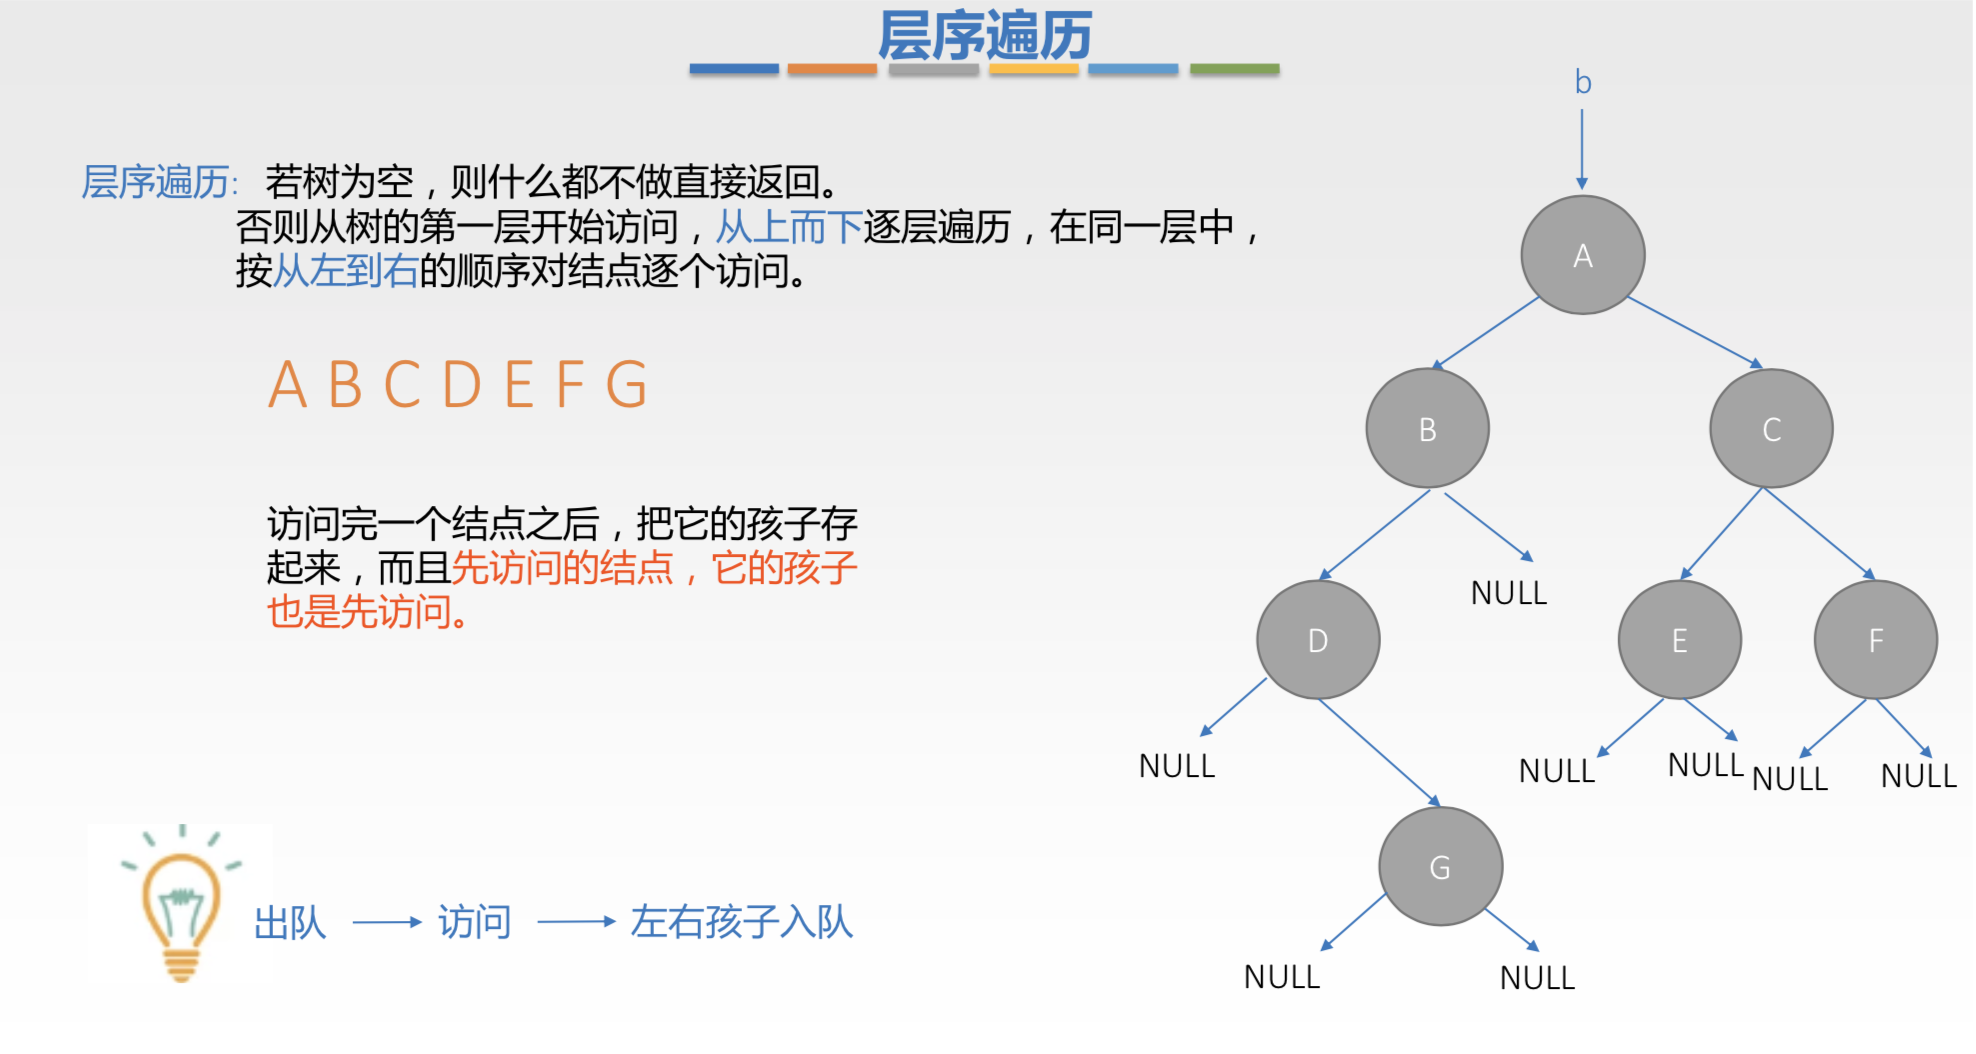 层序遍历
层序遍历: 若树为空，则什么都不做直接返回。
否则从树的第一层开始访问，从上而下逐层遍历，在同一层中，
按从左到右的顺序对结点逐个访问。
A B C D E F G
访问完一个结点之后，把它的孩子存
起来，而且先访问的结点，它的孩子
也是先访问。
出队 访问 左右孩子入队
b
A
B
C
NULL
D
E
F
NULL
NULL
NULL
NULL
NULL
G
NULL
NULL